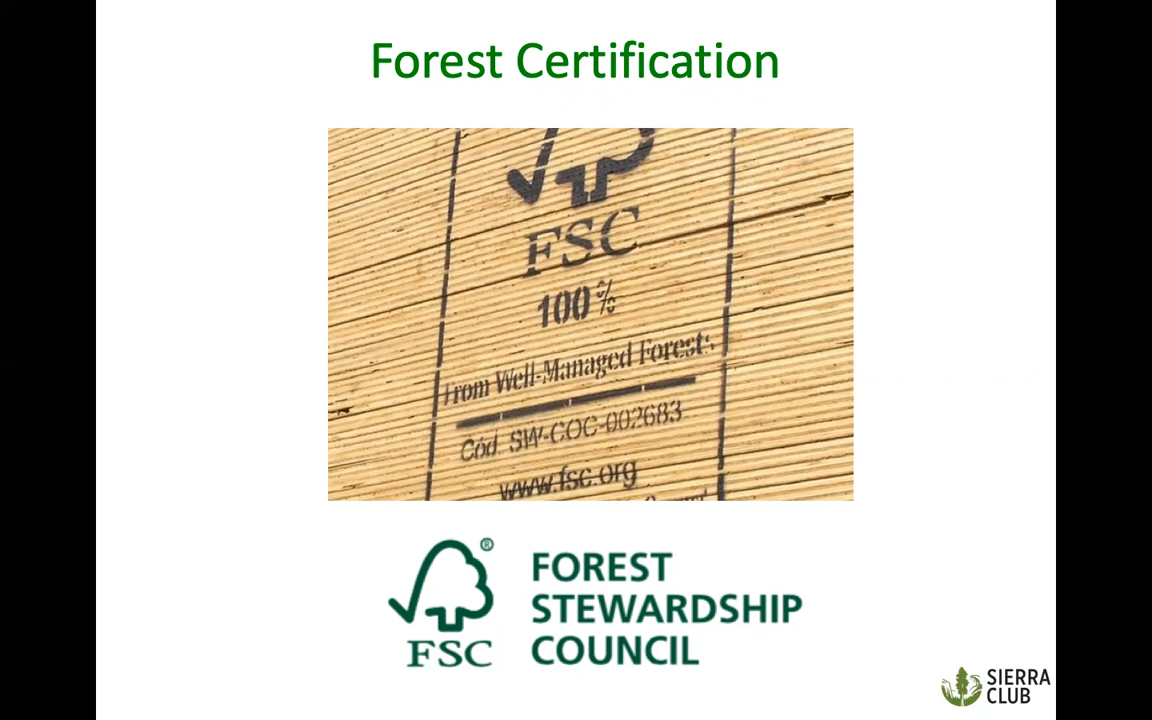 Forest Certification
FSC
100%
From Well-Managed Forests
Cód. SW-COC-002683
www.fsc.org
®
FSC
FOREST
STEWARDSHIP
COUNCIL
SIERRA
CLUB